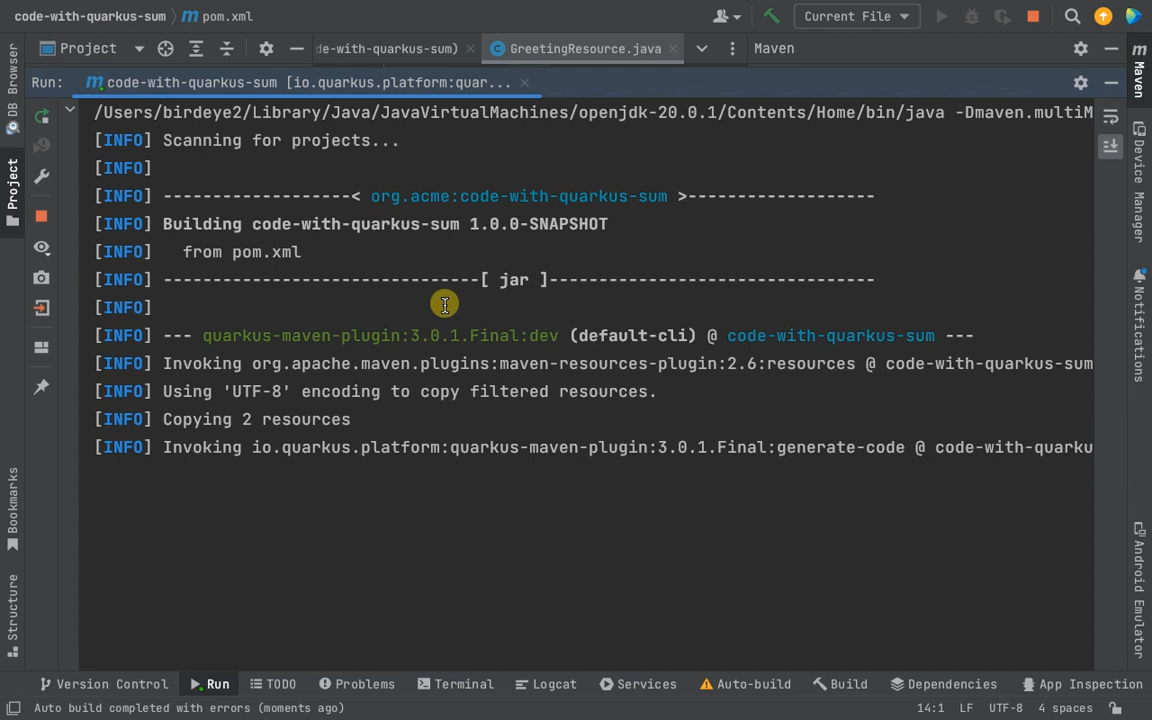 code-with-quarkus-sum m pom.xml Current File
Project de-with-quarkus-sum) GreetingResource.java Maven
Run: code-with-quarkus-sum [io.quarkus.platform:quar...
/Users/birdeye2/Library/Java/JavaVirtualMachines/openjdk-20.0.1/Contents/Home/bin/java -Dmaven.multiM
[INFO] Scanning for projects...
[INFO]
[INFO] -------------------< org.acme:code-with-quarkus-sum >-------------------
[INFO] Building code-with-quarkus-sum 1.0.0-SNAPSHOT
[INFO]   from pom.xml
[INFO] --------------------------------[ jar ]---------------------------------
[INFO]
[INFO] --- quarkus-maven-plugin:3.0.1.Final:dev (default-cli) @ code-with-quarkus-sum ---
[INFO] Invoking org.apache.maven.plugins:maven-resources-plugin:2.6:resources @ code-with-quarkus-sum
[INFO] Using 'UTF-8' encoding to copy filtered resources.
[INFO] Copying 2 resources
[INFO] Invoking io.quarkus.platform:quarkus-maven-plugin:3.0.1.Final:generate-code @ code-with-quarku
DB Browser
Project
Bookmarks
Structure
Maven
Device Manager
Notifications
Android Emulator
Version Control Run TODO Problems Terminal Logcat Services Auto-build Build Dependencies App Inspection
Auto build completed with errors (moments ago) 14:1 LF UTF-8 4 spaces